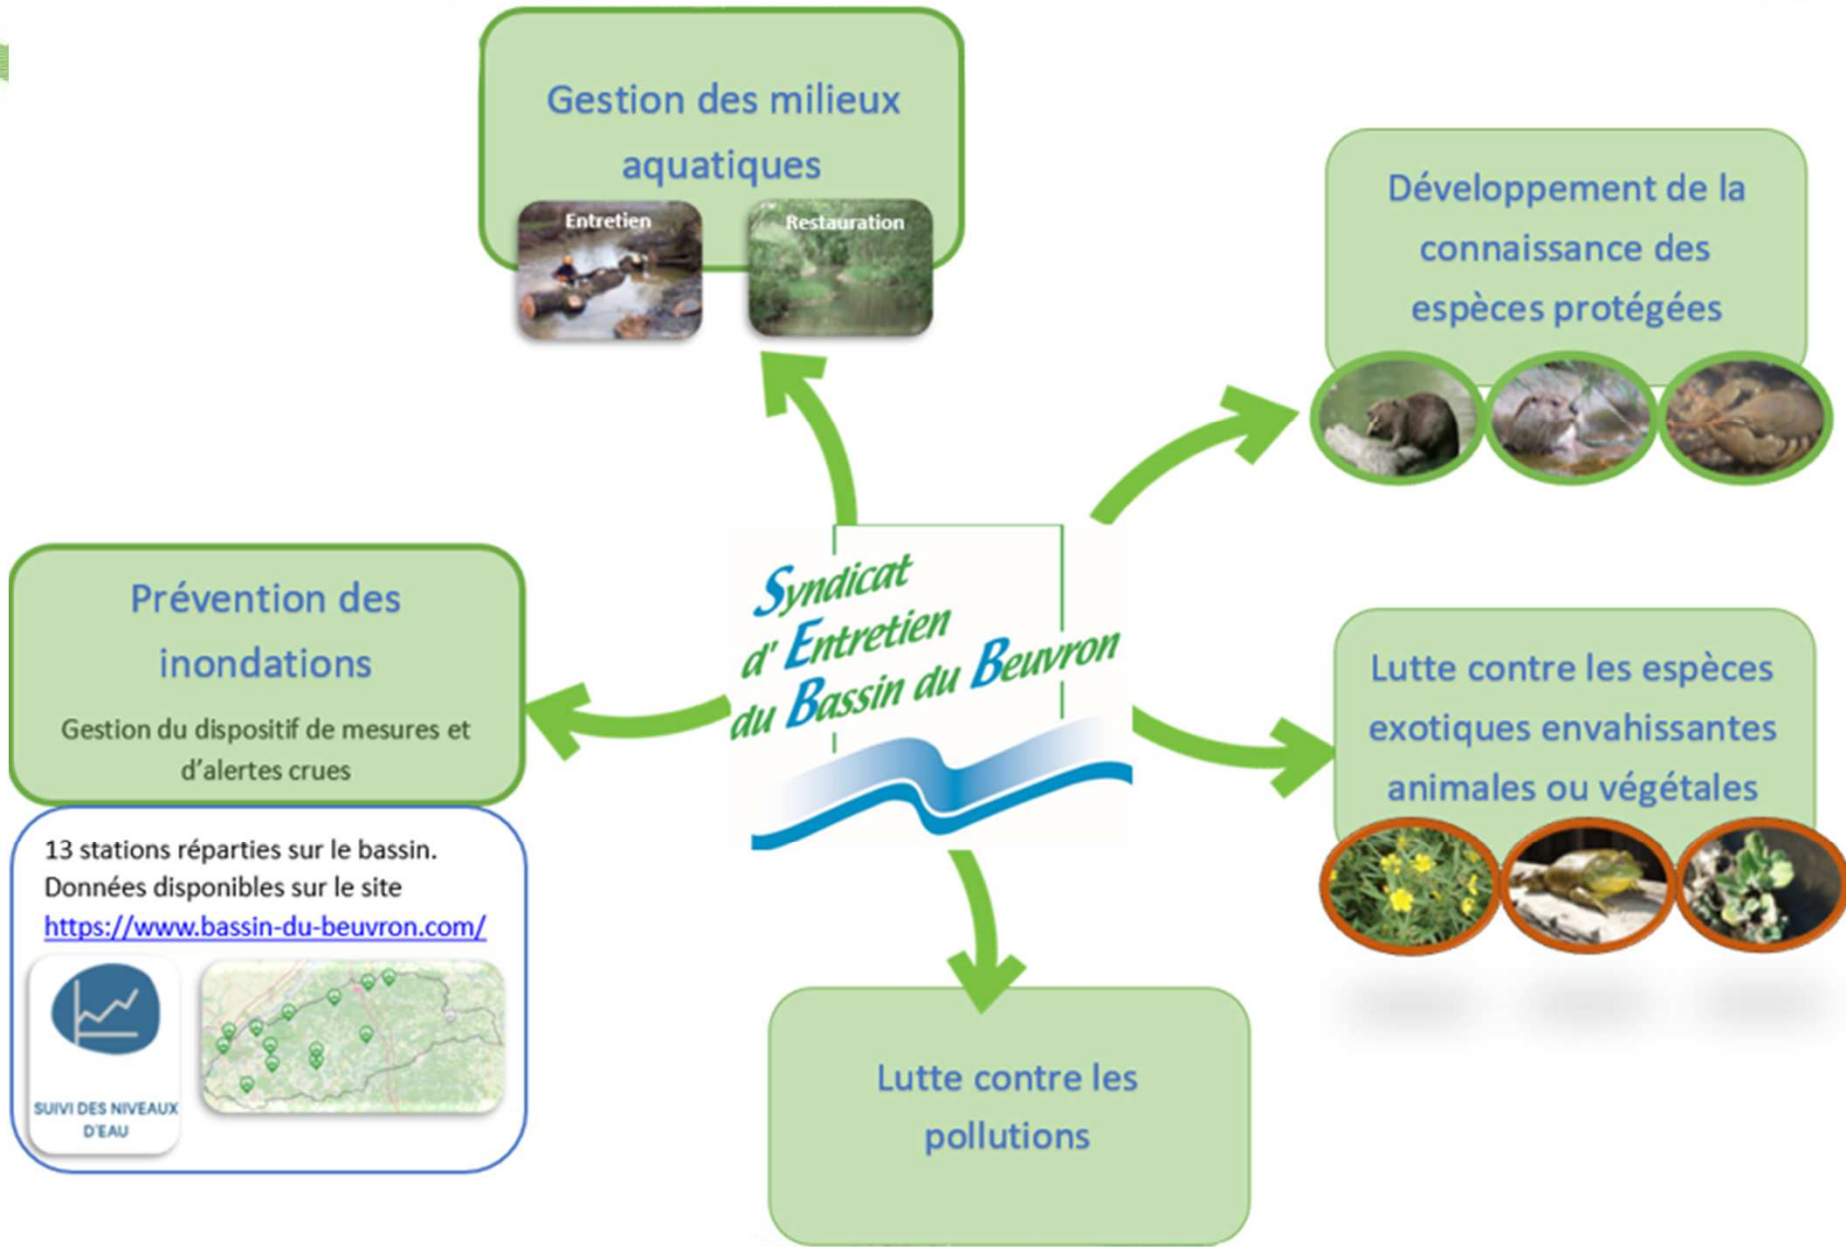 Gestion des milieux
aquatiques
Entretien
Restauration
Développement de la
connaissance des
espèces protégées
Syndicat
d' Entretien
du Bassin du Beuvron
Prévention des
inondations
Gestion du dispositif de mesures et
d'alertes crues
13 stations réparties sur le bassin.
Données disponibles sur le site
https://www.bassin-du-beuvron.com/
SUIVI DES NIVEAUX
D'EAU
Lutte contre les espèces
exotiques envahissantes
animales ou végétales
Lutte contre les
pollutions